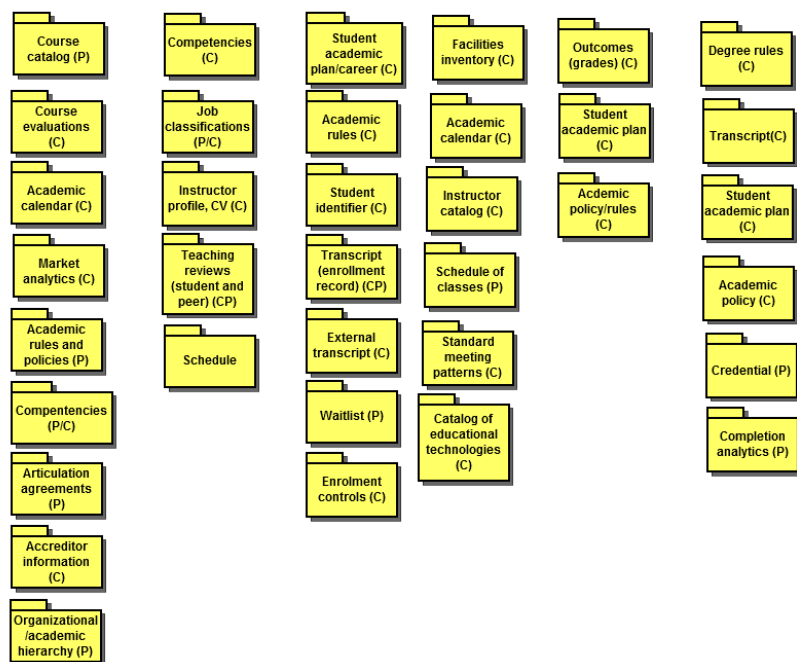 Course
catalog (P)
Course
evaluations
(C)
Academic
calendar (C)
Market
analytics (C)
Academic
rules and
policies (P)
Compentencies
(P/C)
Articulation
agreements
(P)
Accreditor
information
(C)
Organizational
/academic
hierarchy (P)
Competencies
(C)
Job
classifications
(P/C)
Instructor
profile, CV (C)
Teaching
reviews
(student and
peer) (CP)
Schedule
Student
academic
plan/career (C)
Academic
rules (C)
Student
identifier (C)
Transcript
(enrollment
record) (CP)
External
transcript (C)
Waitlist (P)
Enrolment
controls (C)
Facilities
inventory (C)
Academic
calendar (C)
Instructor
catalog (C)
Schedule of
classes (P)
Standard
meeting
patterns (C)
Catalog of
educational
technologies
(C)
Outcomes
(grades) (C)
Student
academic plan
(C)
Acdemic
policy/rules
(C)
Degree rules
(C)
Transcript(C)
Student
academic plan
(C)
Academic
policy (C)
Credential (P)
Completion
analytics (P)